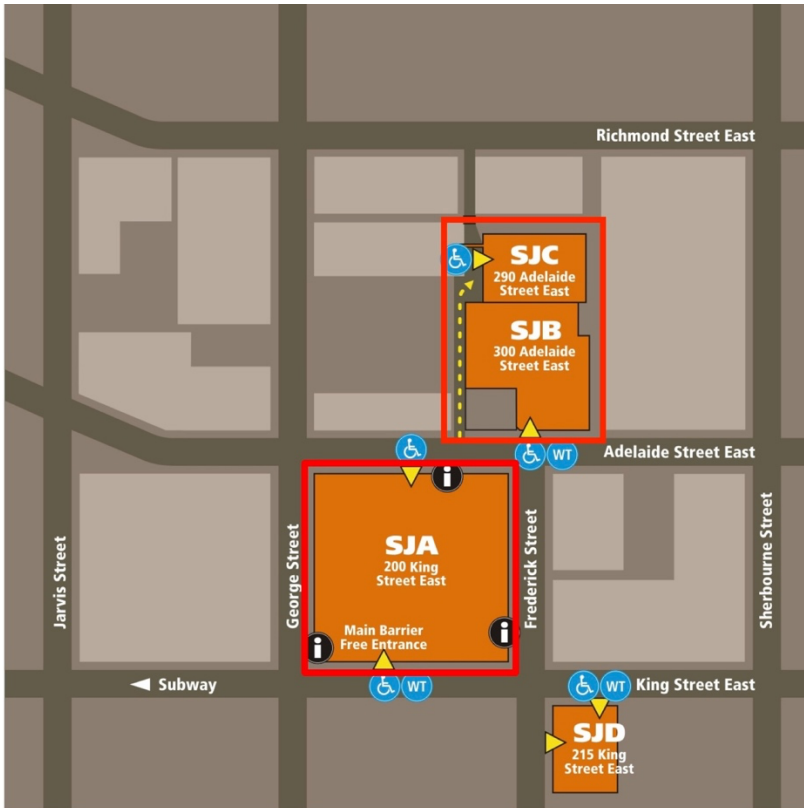 Richmond Street East
SJC
290 Adelaide
Street East
SJB
300 Adelaide
Street East
Adelaide Street East
WT
i
SJA
200 King
Street East
Jarvis Street
George Street
Frederick Street
Sherbourne Street
Main Barrier
Free Entrance
i
i
Subway
WT
WT
King Street East
SJD
215 King
Street East